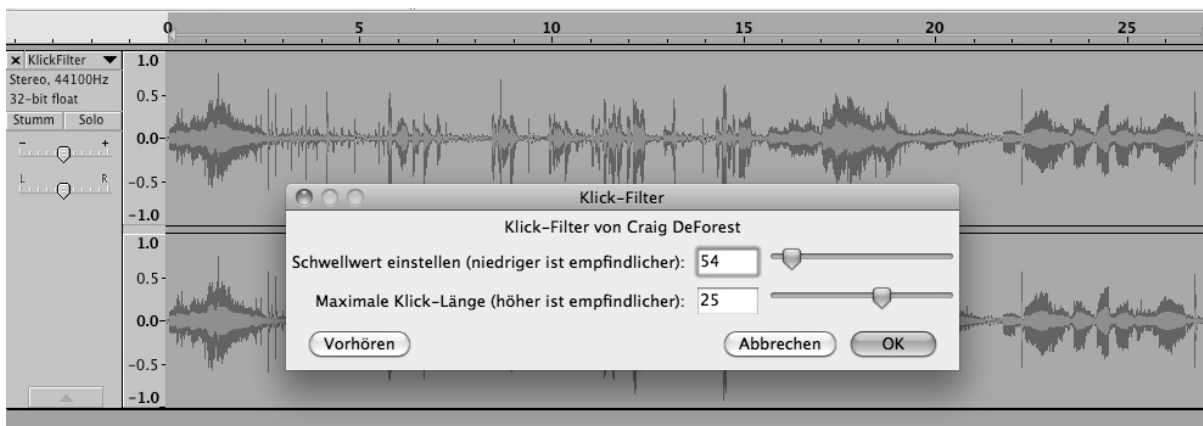 0 5 10 15 20 25
× KlickFilter
Stereo, 44100Hz
32-bit float
Stumm Solo
- +
L R
1.0
0.5-
0.0-
-0.5-
-1.0
1.0
0.5-
0.0-
-0.5-
-1.0
Klick-Filter
Klick-Filter von Craig DeForest
Schwellwert einstellen (niedriger ist empfindlicher): 54
Maximale Klick-Länge (höher ist empfindlicher): 25
Vorhören Abbrechen OK